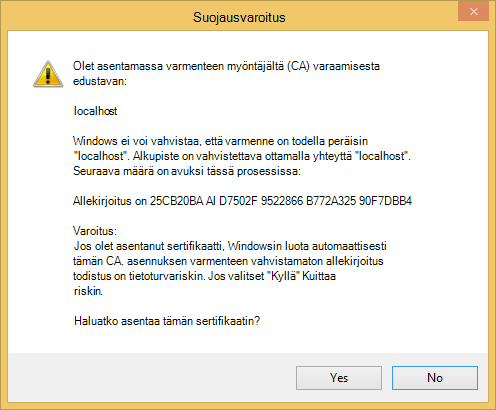 Suojausvaroitus
Olet asentamassa varmenteen myöntäjältä (CA) varaamisesta
edustavan:
localhost
Windows ei voi vahvistaa, että varmenne on todella peräisin
"localhost". Alkupiste on vahvistettava ottamalla yhteyttä "localhost".
Seuraava määrä on avuksi tässä prosessissa:
Allekirjoitus on 25CB20BA AI D7502F 9522866 B772A325 90F7DBB4
Varoitus:
Jos olet asentanut sertifikaatti, Windowsin luota automaattisesti
tämän CA. asennuksen varmenteen vahvistamaton allekirjoitus
todistus on tietoturvariskin. Jos valitset "Kyllä" Kuittaa
riskin.
Haluatko asentaa tämän sertifikaatin?
Yes
No